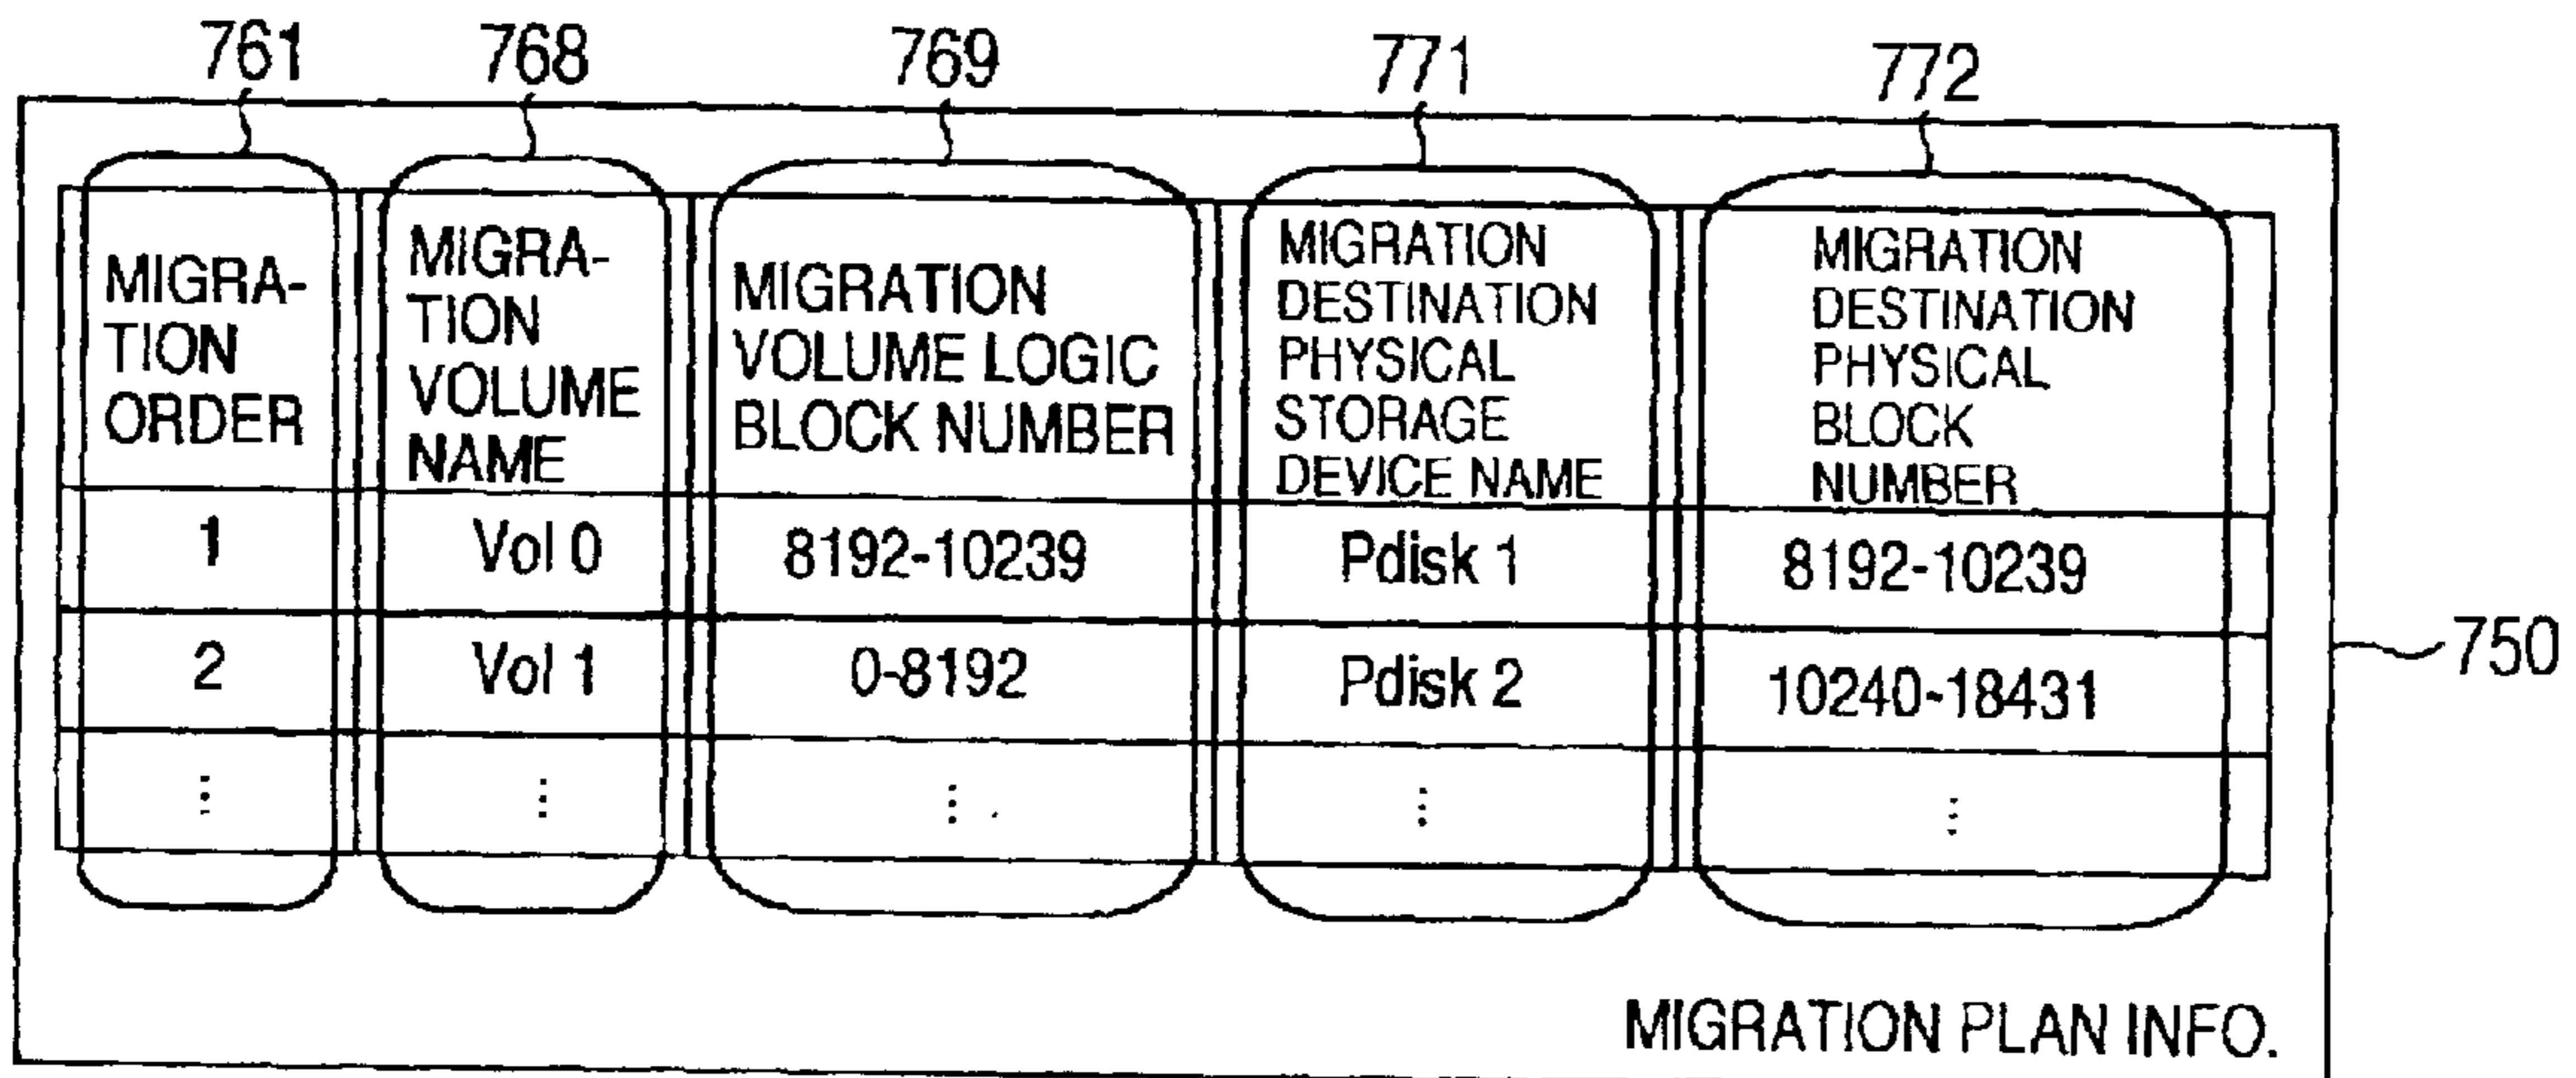 761 768 769 771 772
MIGRA-
TION
ORDER
MIGRA-
TION
VOLUME
NAME
MIGRATION
VOLUME LOGIC
BLOCK NUMBER
MIGRATION
DESTINATION
PHYSICAL
STORAGE
DEVICE NAME
MIGRATION
DESTINATION
PHYSICAL
BLOCK
NUMBER
1 Vol 0 8192-10239 Pdisk 1 8192-10239
2 Vol 1 0-8192 Pdisk 2 10240-18431
⋮ ⋮ ⋮ ⋮ ⋮
750
MIGRATION PLAN INFO.